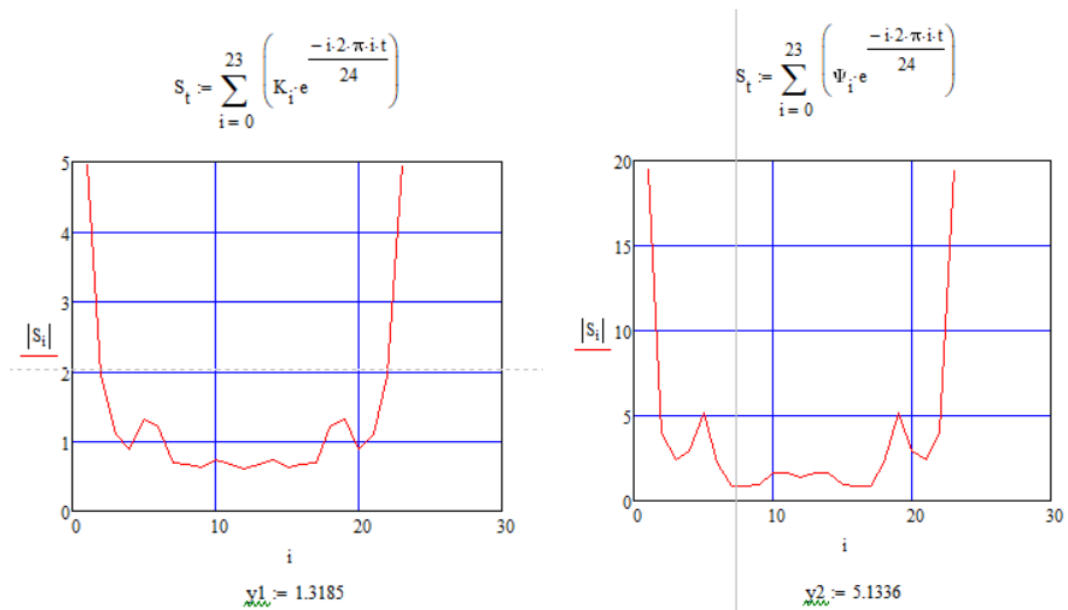 S_t := ∑_{i = 0}^{23} (K_i·e^{(−i·2·π·i·t)/24})
5
4
3
|S_i|
2
1
0
0 10 20 30
i
y1 := 1.3185
S_t := ∑_{i = 0}^{23} (Ψ_i·e^{(−i·2·π·i·t)/24})
20
15
|S_i|
10
5
0
0 10 20 30
i
y2 := 5.1336